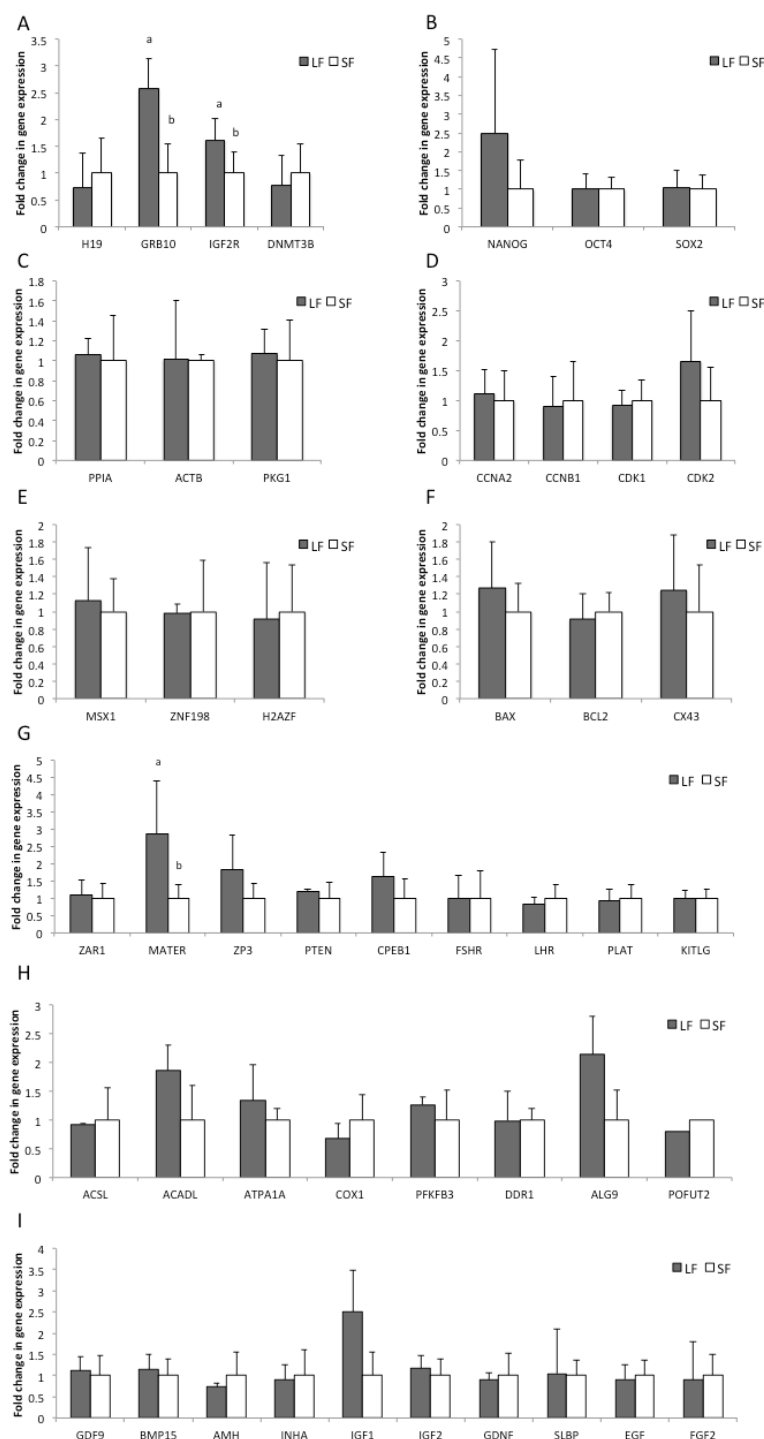 A
B
Fold change in gene expression
3.5
3
2.5
2
1.5
1
0.5
0
a
b
a
b
LF SF
H19 GRB10 IGF2R DNMT3B
Fold change in gene expression
5
4.5
4
3.5
3
2.5
2
1.5
1
0.5
0
LF SF
NANOG OCT4 SOX2
C
D
Fold change in gene expression
1.8
1.6
1.4
1.2
1
0.8
0.6
0.4
0.2
0
LF SF
PPIA ACTB PKG1
Fold change in gene expression
3
2.5
2
1.5
1
0.5
0
LF SF
CCNA2 CCNB1 CDK1 CDK2
E
F
Fold change in gene expression
2
1.8
1.6
1.4
1.2
1
0.8
0.6
0.4
0.2
0
LF SF
MSX1 ZNF198 H2AZF
Fold change in gene expression
2
1.8
1.6
1.4
1.2
1
0.8
0.6
0.4
0.2
0
LF SF
BAX BCL2 CX43
G
Fold change in gene expression
5
4.5
4
3.5
3
2.5
2
1.5
1
0.5
0
a
b
LF SF
ZAR1 MATER ZP3 PTEN CPEB1 FSHR LHR PLAT KITLG
H
Fold change in gene expression
3
2.5
2
1.5
1
0.5
0
LF SF
ACSL ACADL ATPA1A COX1 PFKFB3 DDR1 ALG9 POFUT2
I
Fold change in gene expression
4
3.5
3
2.5
2
1.5
1
0.5
0
LF SF
GDF9 BMP15 AMH INHA IGF1 IGF2 GDNF SLBP EGF FGF2